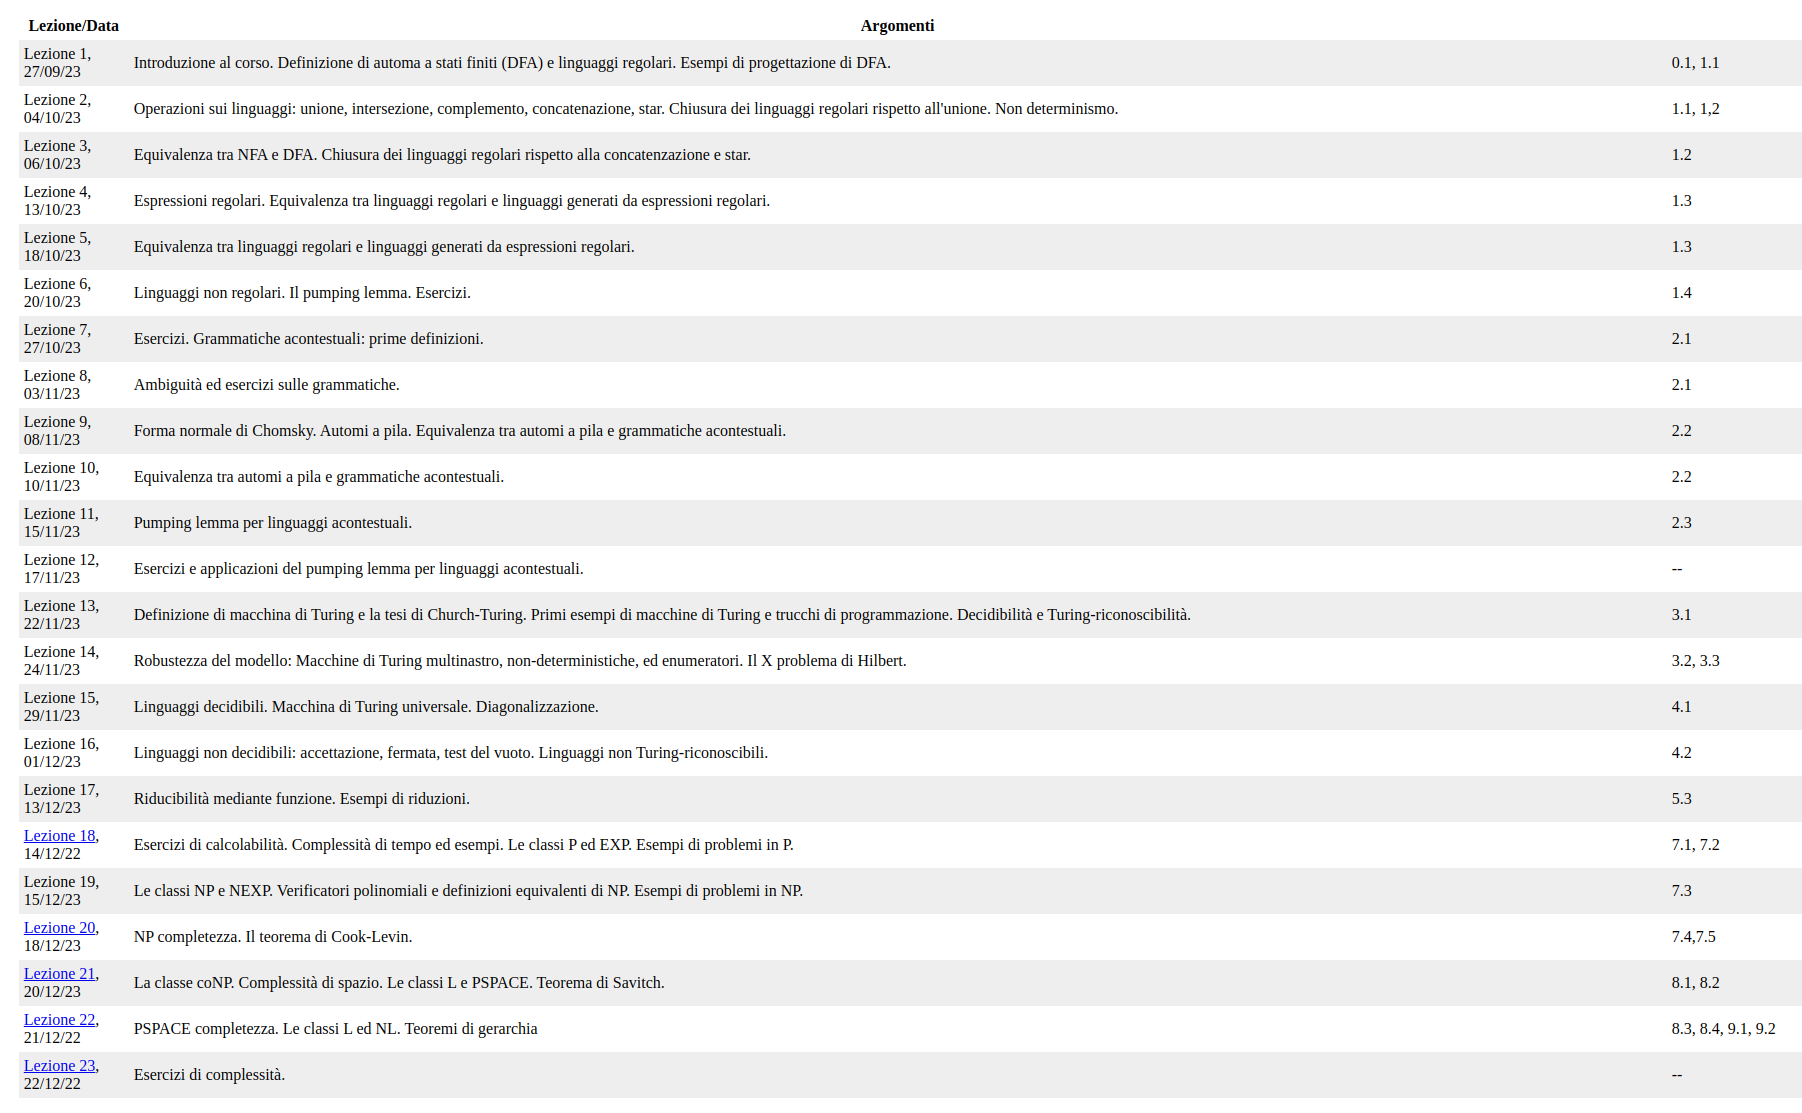 Lezione/Data Argomenti
Lezione 1,
27/09/23 Introduzione al corso. Definizione di automa a stati finiti (DFA) e linguaggi regolari. Esempi di progettazione di DFA. 0.1, 1.1
Lezione 2,
04/10/23 Operazioni sui linguaggi: unione, intersezione, complemento, concatenazione, star. Chiusura dei linguaggi regolari rispetto all'unione. Non determinismo. 1.1, 1,2
Lezione 3,
06/10/23 Equivalenza tra NFA e DFA. Chiusura dei linguaggi regolari rispetto alla concatenzazione e star. 1.2
Lezione 4,
13/10/23 Espressioni regolari. Equivalenza tra linguaggi regolari e linguaggi generati da espressioni regolari. 1.3
Lezione 5,
18/10/23 Equivalenza tra linguaggi regolari e linguaggi generati da espressioni regolari. 1.3
Lezione 6,
20/10/23 Linguaggi non regolari. Il pumping lemma. Esercizi. 1.4
Lezione 7,
27/10/23 Esercizi. Grammatiche acontestuali: prime definizioni. 2.1
Lezione 8,
03/11/23 Ambiguità ed esercizi sulle grammatiche. 2.1
Lezione 9,
08/11/23 Forma normale di Chomsky. Automi a pila. Equivalenza tra automi a pila e grammatiche acontestuali. 2.2
Lezione 10,
10/11/23 Equivalenza tra automi a pila e grammatiche acontestuali. 2.2
Lezione 11,
15/11/23 Pumping lemma per linguaggi acontestuali. 2.3
Lezione 12,
17/11/23 Esercizi e applicazioni del pumping lemma per linguaggi acontestuali. --
Lezione 13,
22/11/23 Definizione di macchina di Turing e la tesi di Church-Turing. Primi esempi di macchine di Turing e trucchi di programmazione. Decidibilità e Turing-riconoscibilità. 3.1
Lezione 14,
24/11/23 Robustezza del modello: Macchine di Turing multinastro, non-deterministiche, ed enumeratori. Il X problema di Hilbert. 3.2, 3.3
Lezione 15,
29/11/23 Linguaggi decidibili. Macchina di Turing universale. Diagonalizzazione. 4.1
Lezione 16,
01/12/23 Linguaggi non decidibili: accettazione, fermata, test del vuoto. Linguaggi non Turing-riconoscibili. 4.2
Lezione 17,
13/12/23 Riducibilità mediante funzione. Esempi di riduzioni. 5.3
Lezione 18,
14/12/22 Esercizi di calcolabilità. Complessità di tempo ed esempi. Le classi P ed EXP. Esempi di problemi in P. 7.1, 7.2
Lezione 19,
15/12/23 Le classi NP e NEXP. Verificatori polinomiali e definizioni equivalenti di NP. Esempi di problemi in NP. 7.3
Lezione 20,
18/12/23 NP completezza. Il teorema di Cook-Levin. 7.4,7.5
Lezione 21,
20/12/23 La classe coNP. Complessità di spazio. Le classi L e PSPACE. Teorema di Savitch. 8.1, 8.2
Lezione 22,
21/12/22 PSPACE completezza. Le classi L ed NL. Teoremi di gerarchia 8.3, 8.4, 9.1, 9.2
Lezione 23,
22/12/22 Esercizi di complessità. --